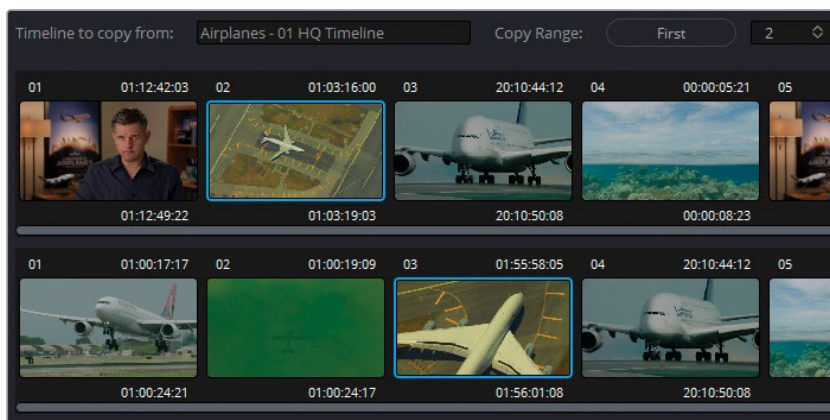 Timeline to copy from: Airplanes - 01 HQ Timeline Copy Range: First 2
01 01:12:42:03 02 01:03:16:00 03 20:10:44:12 04 00:00:05:21 05
01:12:49:22 01:03:19:03 20:10:50:08 00:00:08:23
01 01:00:17:17 02 01:00:19:09 03 01:55:58:05 04 20:10:44:12 05
01:00:24:21 01:00:24:17 01:56:01:08 20:10:50:08